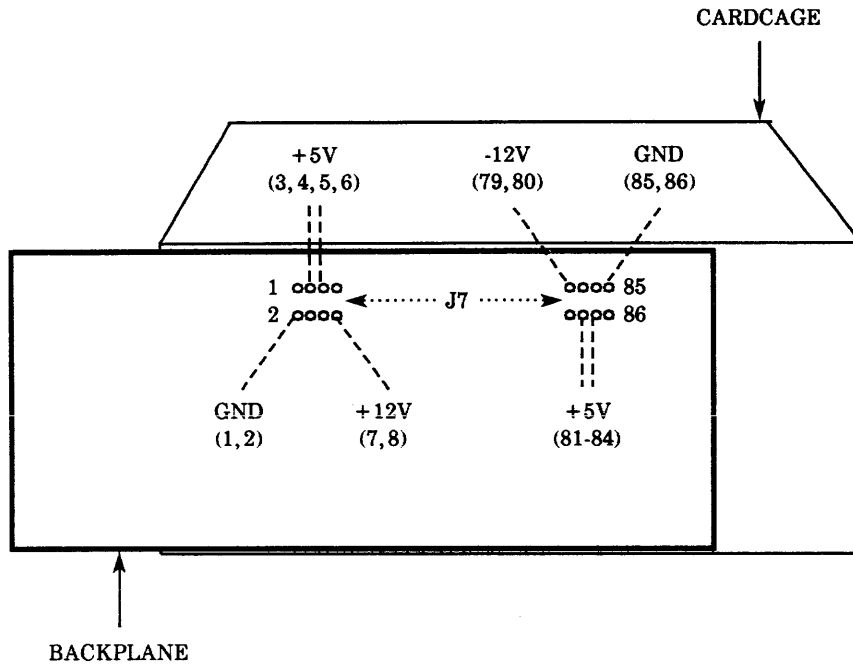 CARDCAGE
+5V -12V GND
(3,4,5,6) (79,80) (85,86)
1 85
J7
2 86
GND +12V +5V
(1,2) (7,8) (81-84)
BACKPLANE